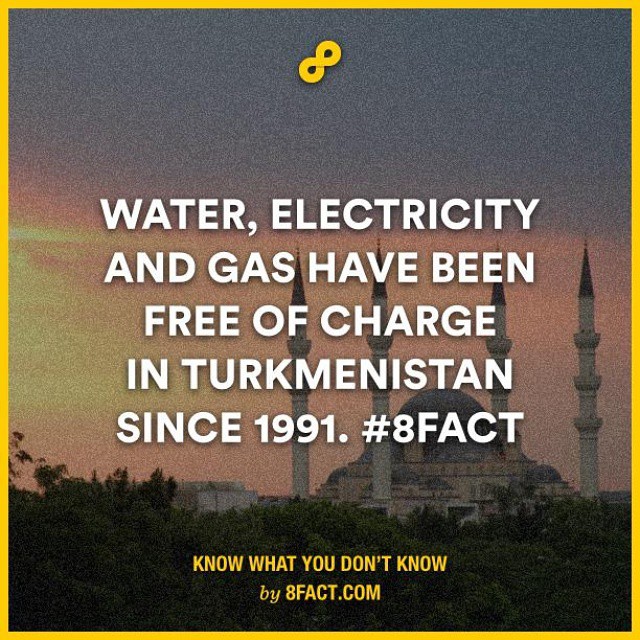 WATER, ELECTRICITY
AND GAS HAVE BEEN
FREE OF CHARGE
IN TURKMENISTAN
SINCE 1991. #8FACT
KNOW WHAT YOU DON'T KNOW
by 8FACT.COM